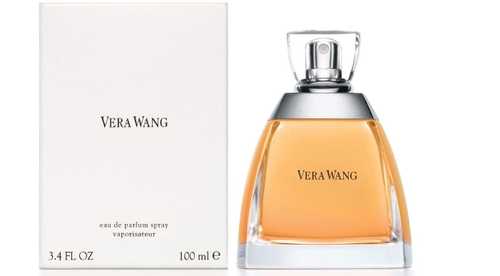 VERA WANG
eau de parfum spray
vaporisateur
3.4 FL OZ 100 ml ℮
VERA WANG